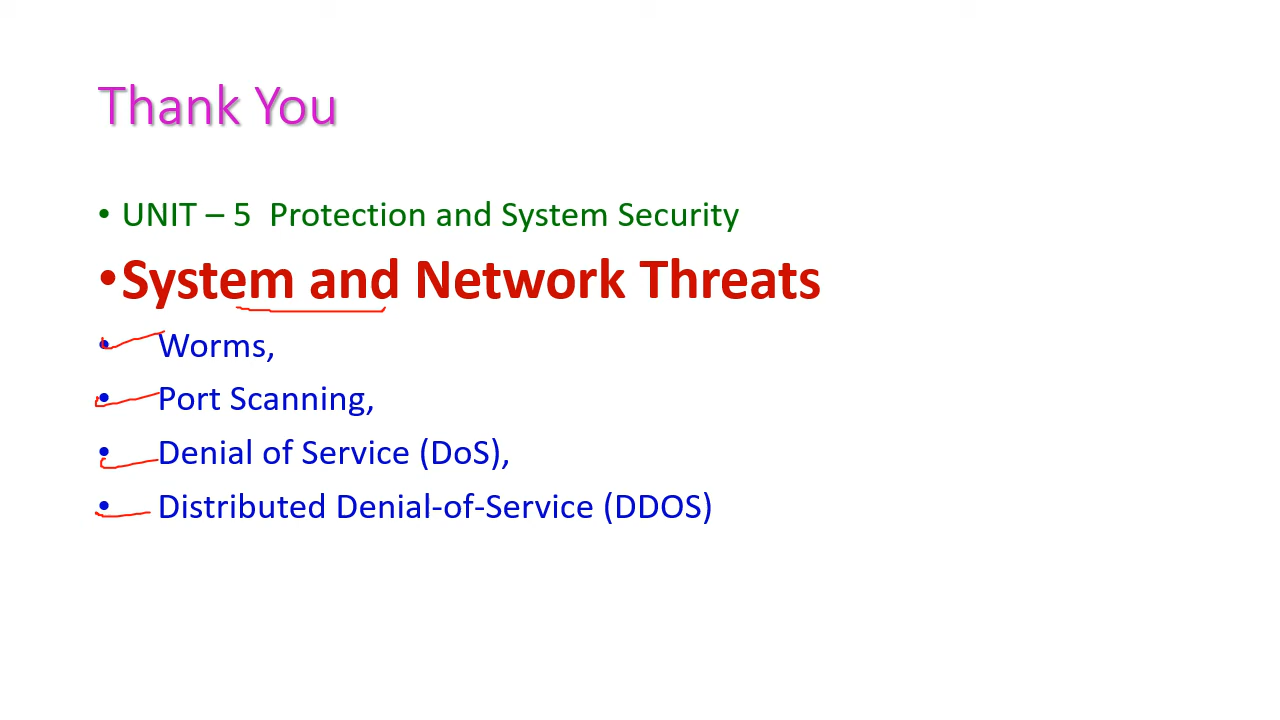 Thank You
• UNIT – 5 Protection and System Security
•System and Network Threats
• Worms,
• Port Scanning,
• Denial of Service (DoS),
• Distributed Denial-of-Service (DDOS)